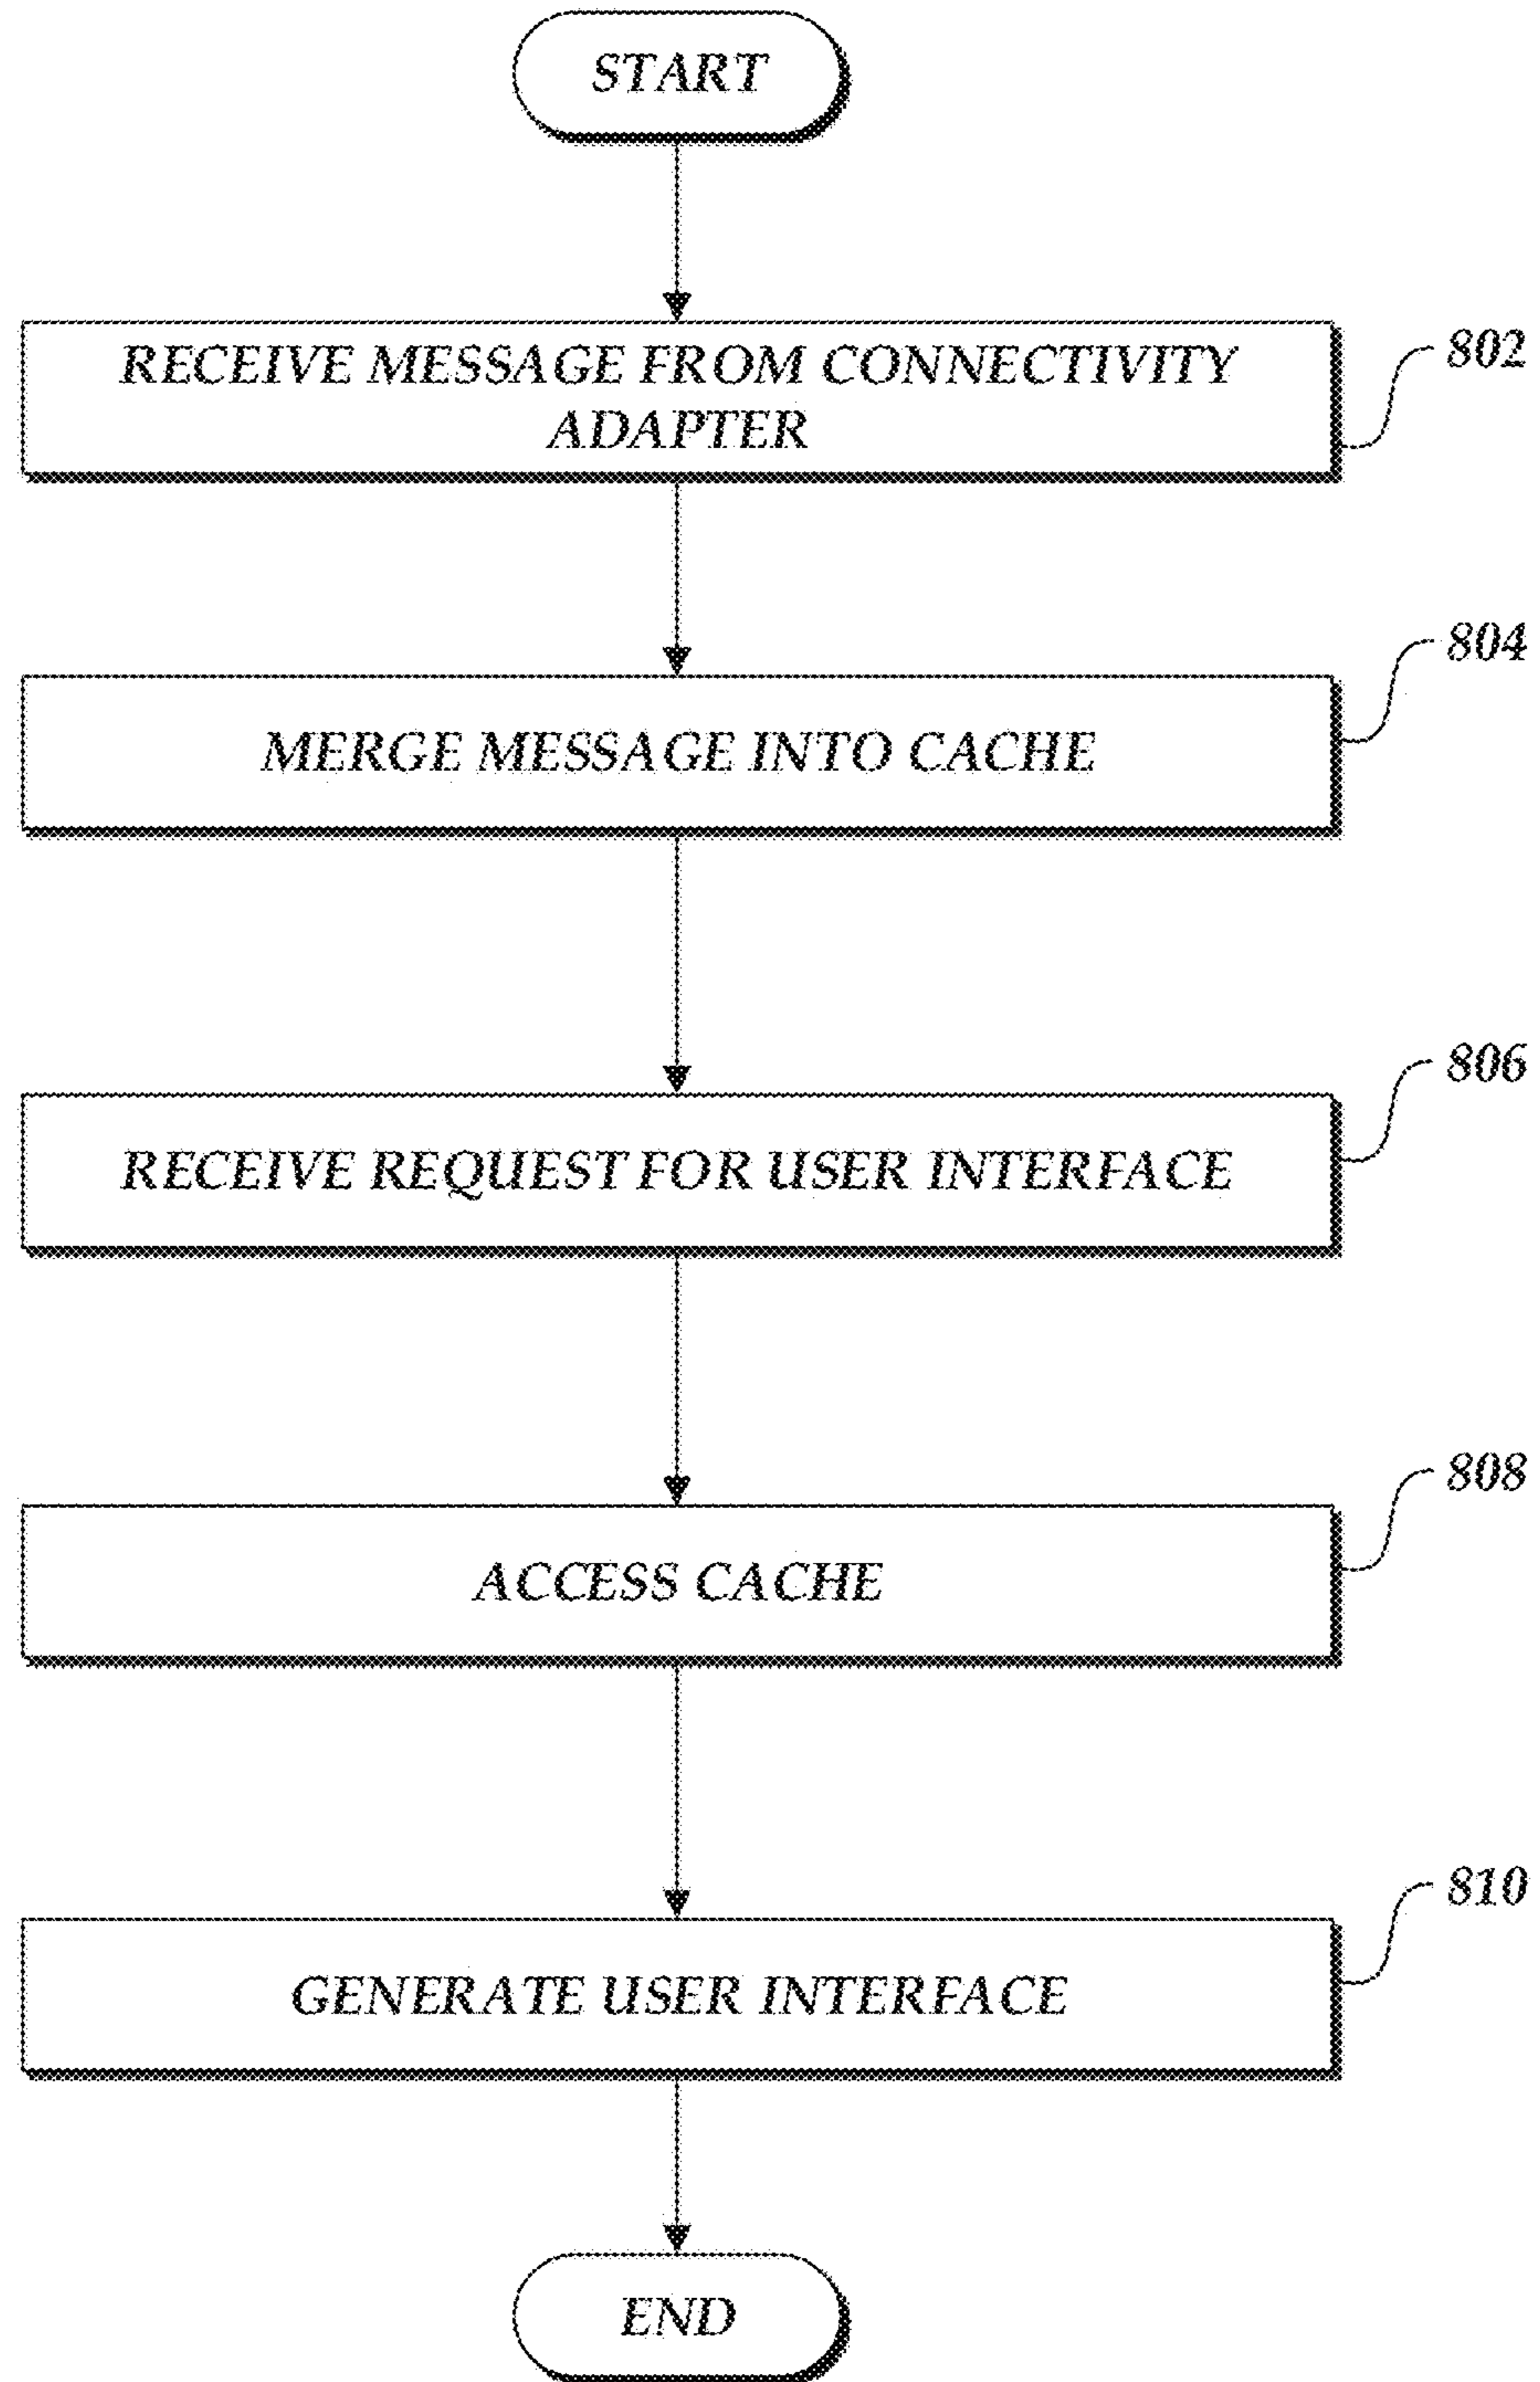 START
RECEIVE MESSAGE FROM CONNECTIVITY
ADAPTER
802
MERGE MESSAGE INTO CACHE
804
RECEIVE REQUEST FOR USER INTERFACE
806
ACCESS CACHE
808
GENERATE USER INTERFACE
810
END